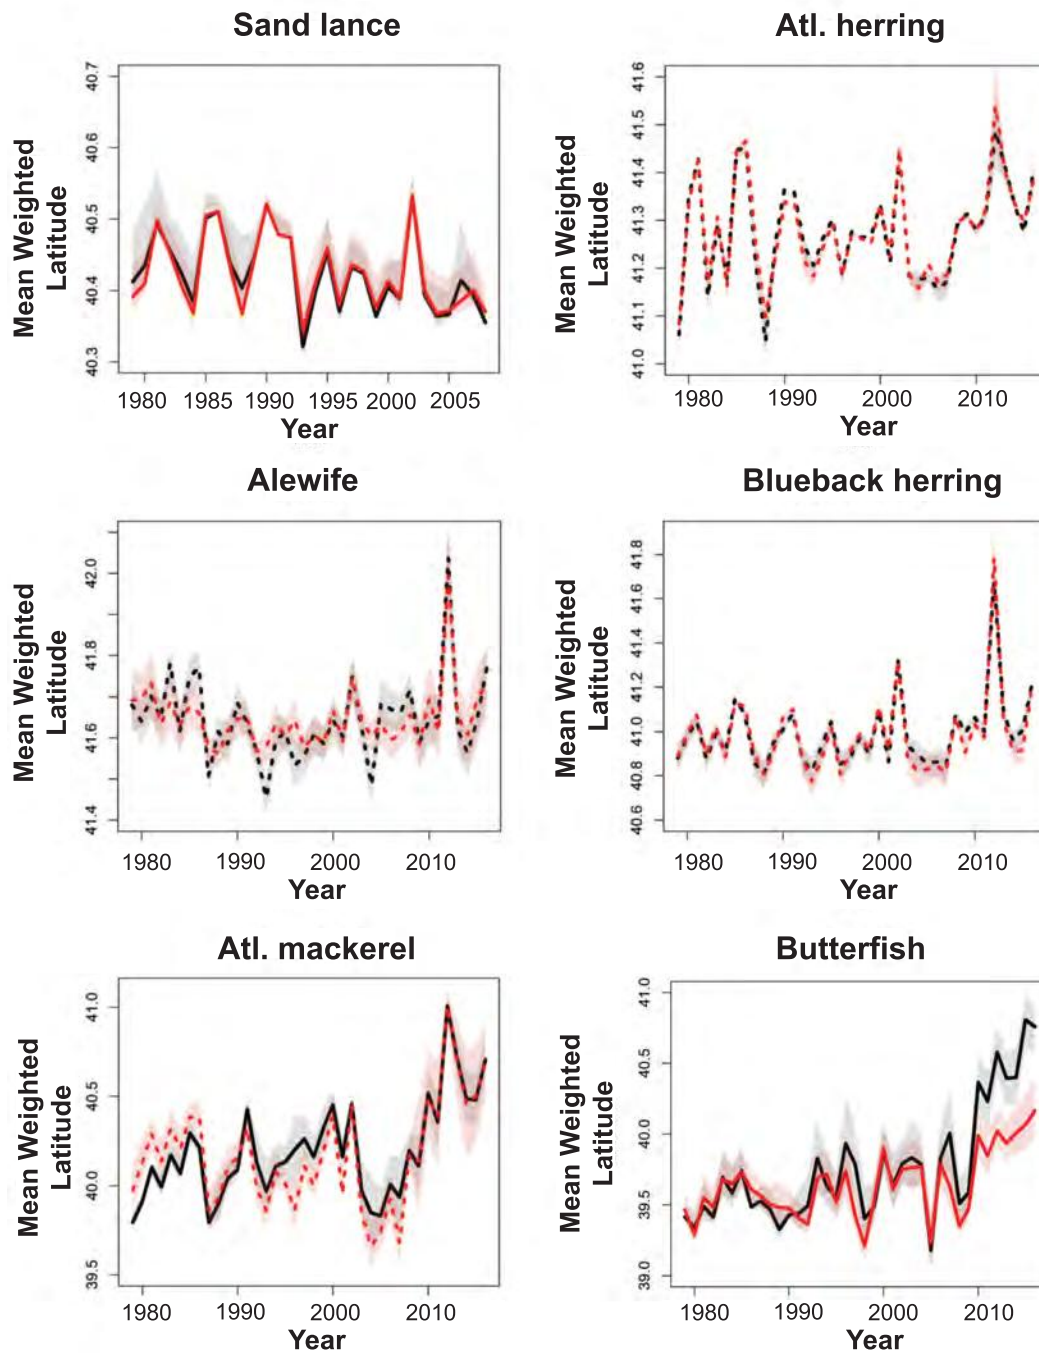 Sand lance
Atl. herring
Mean Weighted
Latitude
40.7
40.6
40.5
40.4
40.3
1980 1985 1990 1995 2000 2005
Year
Mean Weighted
Latitude
41.6
41.5
41.4
41.3
41.2
41.1
41.0
1980 1990 2000 2010
Year
Alewife
Blueback herring
Mean Weighted
Latitude
42.0
41.8
41.6
41.4
1980 1990 2000 2010
Year
Mean Weighted
Latitude
41.8
41.6
41.4
41.2
41.0
40.8
40.6
1980 1990 2000 2010
Year
Atl. mackerel
Butterfish
Mean Weighted
Latitude
41.0
40.5
40.0
39.5
1980 1990 2000 2010
Year
Mean Weighted
Latitude
41.0
40.5
40.0
39.5
39.0
1980 1990 2000 2010
Year